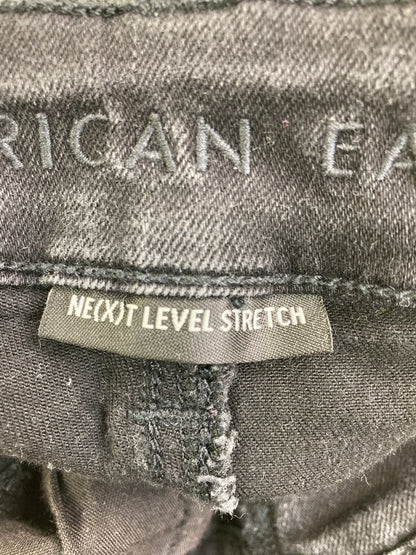 RICAN EA
NE(X)T LEVEL STRETCH